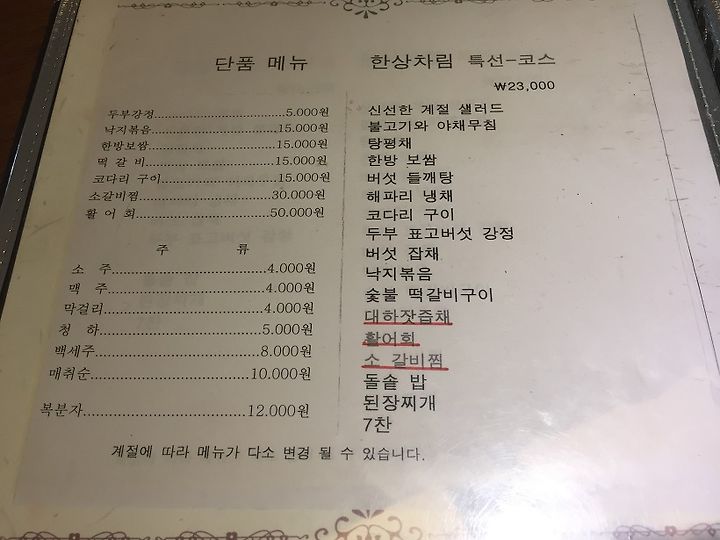 단품 메뉴
두부강정..............................5.000원
낙지볶음..............................15.000원
한방보쌈..............................15.000원
떡 갈 비..............................15.000원
코다리 구이..........................15.000원
소갈비찜..............................30.000원
활 어 회..............................50.000원
주 류
소 주..............................4.000원
맥 주..............................4.000원
막걸리..............................4.000원
청 하..............................5.000원
백세주..............................8.000원
매취순..............................10.000원
복분자..............................12.000원
한상차림 특선-코스
₩23,000
신선한 계절 샐러드
불고기와 야채무침
탕평채
한방 보쌈
버섯 들깨탕
해파리 냉채
코다리 구이
두부 표고버섯 강정
버섯 잡채
낙지볶음
숯불 떡갈비구이
대하잣즙채
활어회
소 갈비찜
돌솥 밥
된장찌개
7찬
계절에 따라 메뉴가 다소 변경 될 수 있습니다.